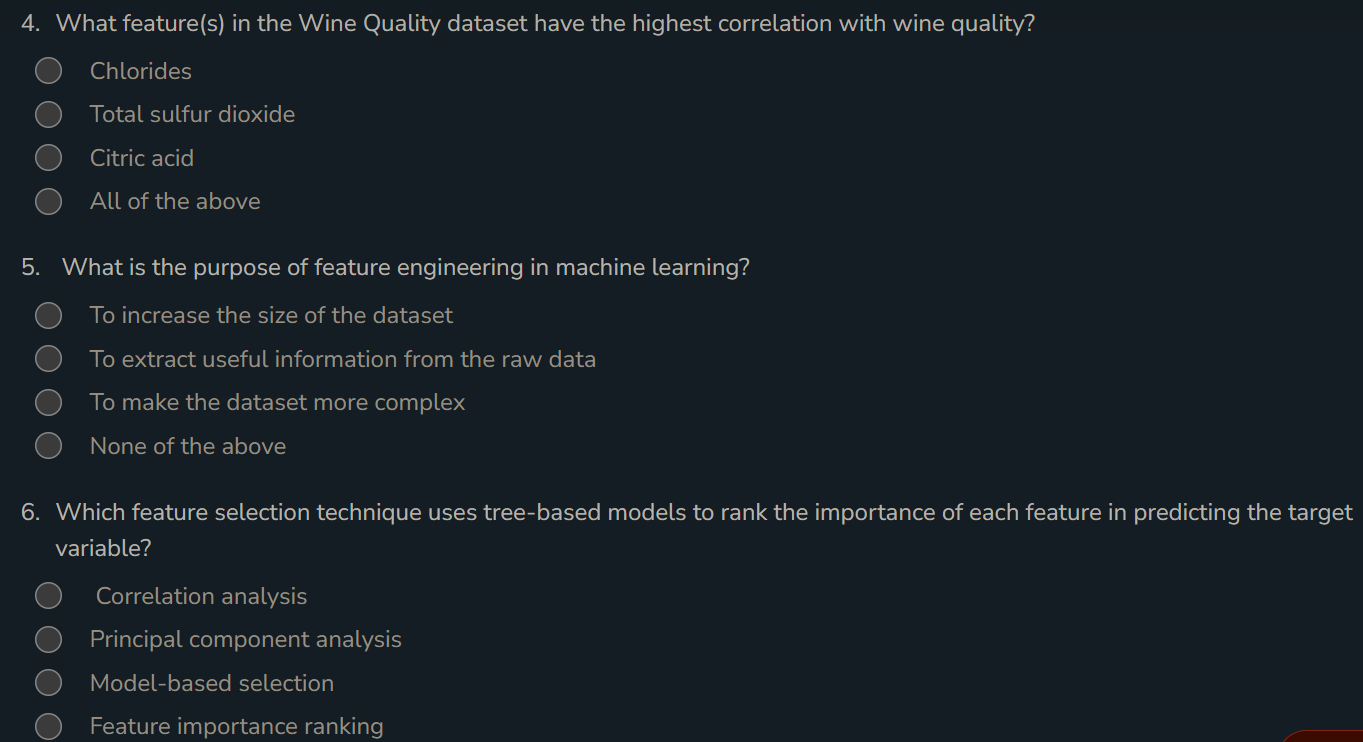 4. What feature(s) in the Wine Quality dataset have the highest correlation with wine quality?
Chlorides
Total sulfur dioxide
Citric acid
All of the above
5. What is the purpose of feature engineering in machine learning?
To increase the size of the dataset
To extract useful information from the raw data
To make the dataset more complex
None of the above
6. Which feature selection technique uses tree-based models to rank the importance of each feature in predicting the target
variable?
Correlation analysis
Principal component analysis
Model-based selection
Feature importance ranking